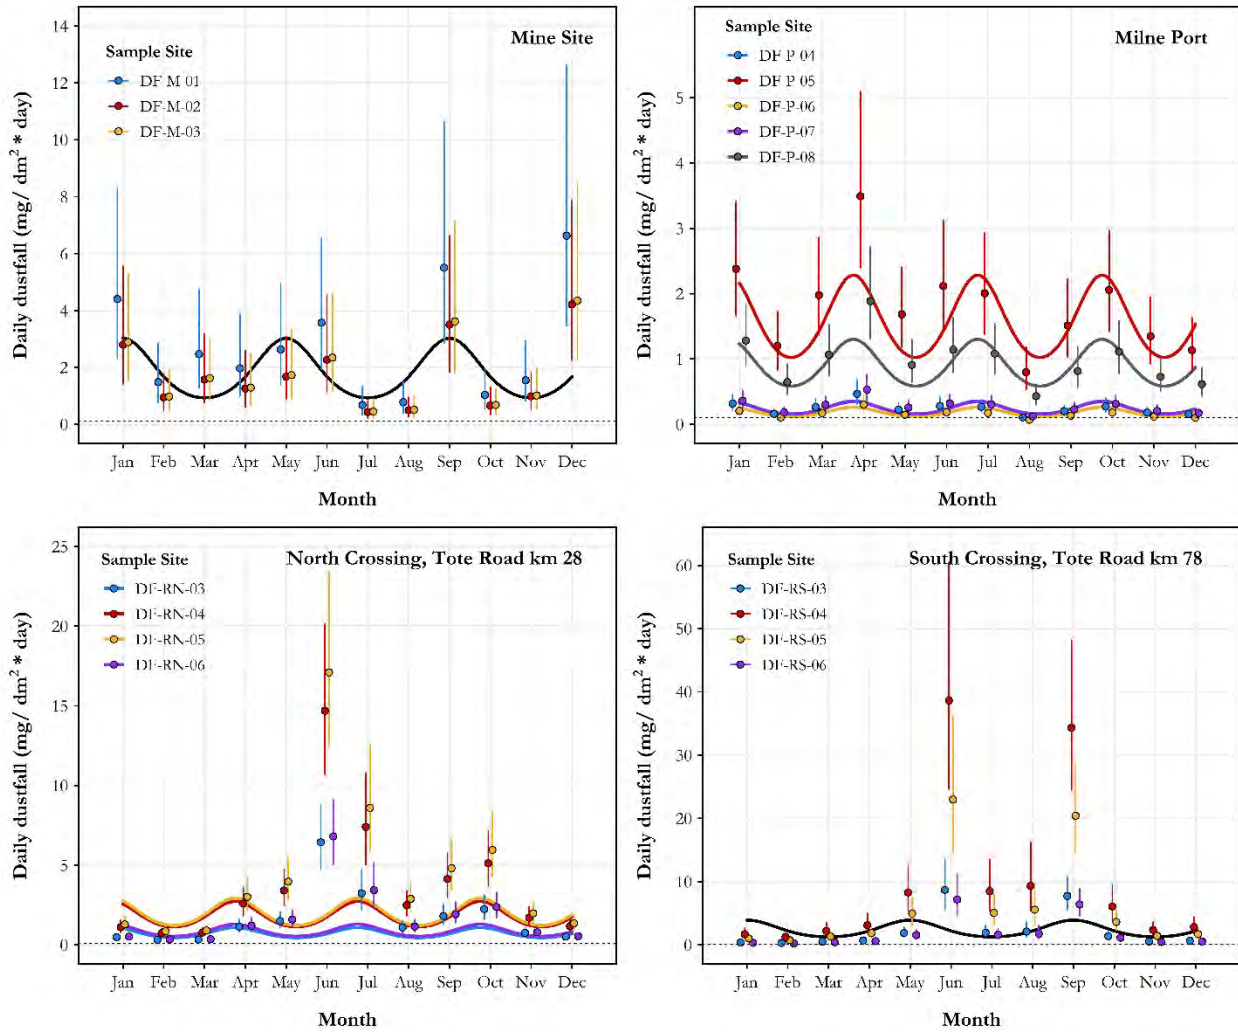 Mine Site
Sample Site
DF-M-01
DF-M-02
DF-M-03
14
12
10
8
6
4
2
0
Daily dustfall (mg/ dm² * day)
Jan Feb Mar Apr May Jun Jul Aug Sep Oct Nov Dec
Month
Milne Port
Sample Site
DF-P-04
DF-P-05
DF-P-06
DF-P-07
DF-P-08
5
4
3
2
1
0
Daily dustfall (mg/ dm² * day)
Jan Feb Mar Apr May Jun Jul Aug Sep Oct Nov Dec
Month
North Crossing, Tote Road km 28
Sample Site
DF-RN-03
DF-RN-04
DF-RN-05
DF-RN-06
25
20
15
10
5
0
Daily dustfall (mg/ dm² * day)
Jan Feb Mar Apr May Jun Jul Aug Sep Oct Nov Dec
Month
South Crossing, Tote Road km 78
Sample Site
DF-RS-03
DF-RS-04
DF-RS-05
DF-RS-06
60
50
40
30
20
10
0
Daily dustfall (mg/ dm² * day)
Jan Feb Mar Apr May Jun Jul Aug Sep Oct Nov Dec
Month